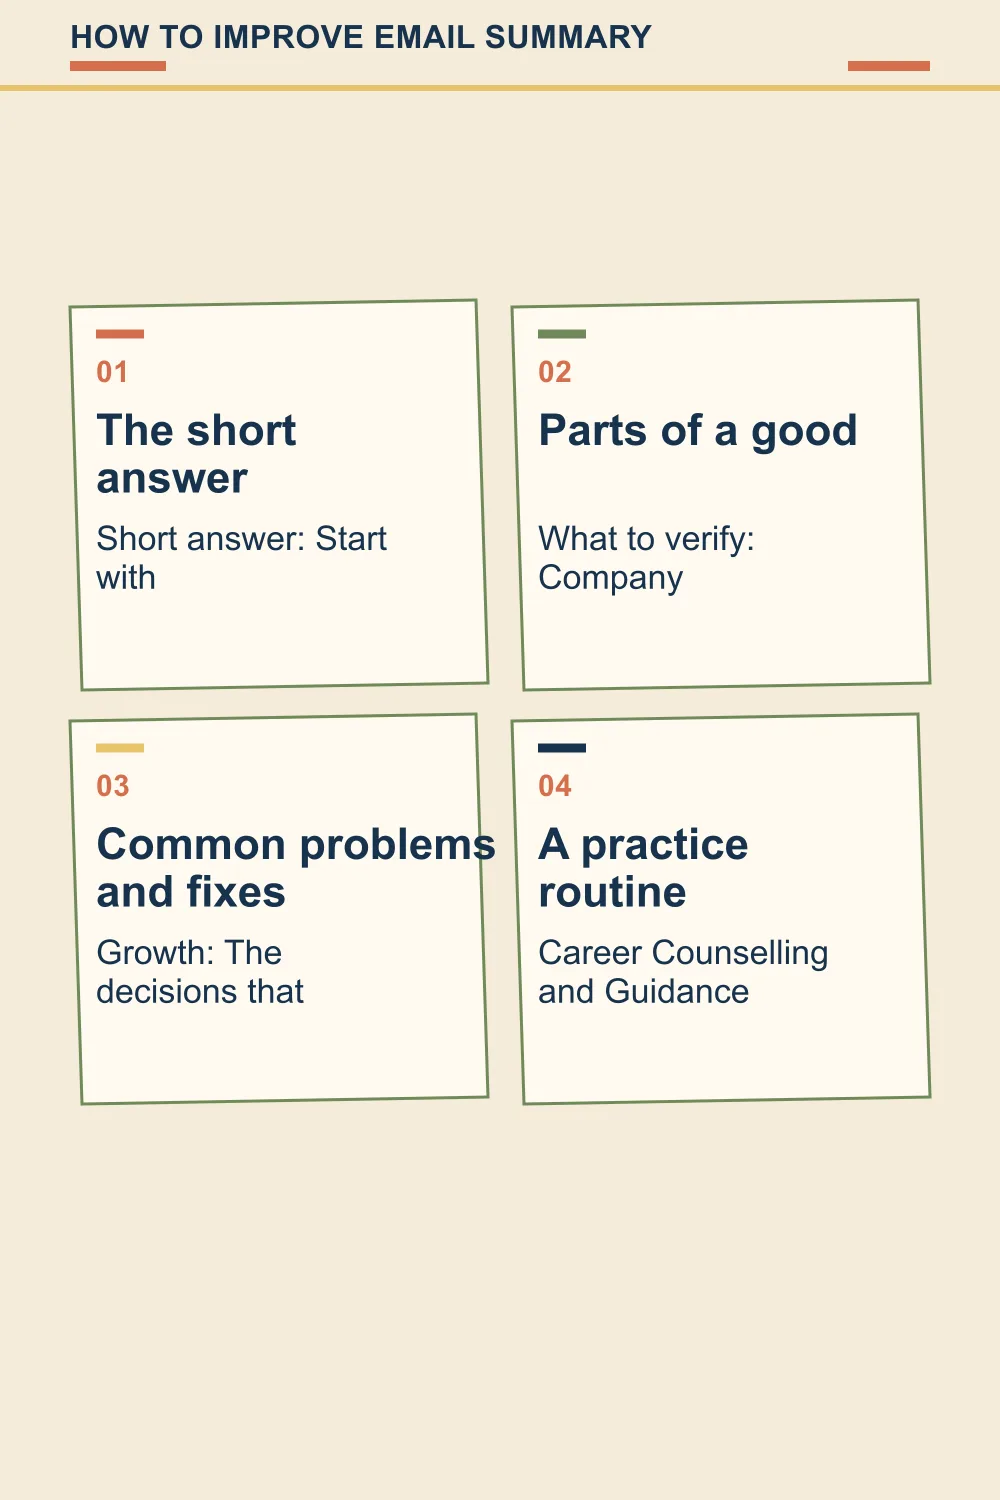 HOW TO IMPROVE EMAIL SUMMARY
01
The short
answer
Short answer: Start
with
02
Parts of a good
What to verify:
Company
03
Common problems
and fixes
Growth: The
decisions that
04
A practice
routine
Career Counselling
and Guidance